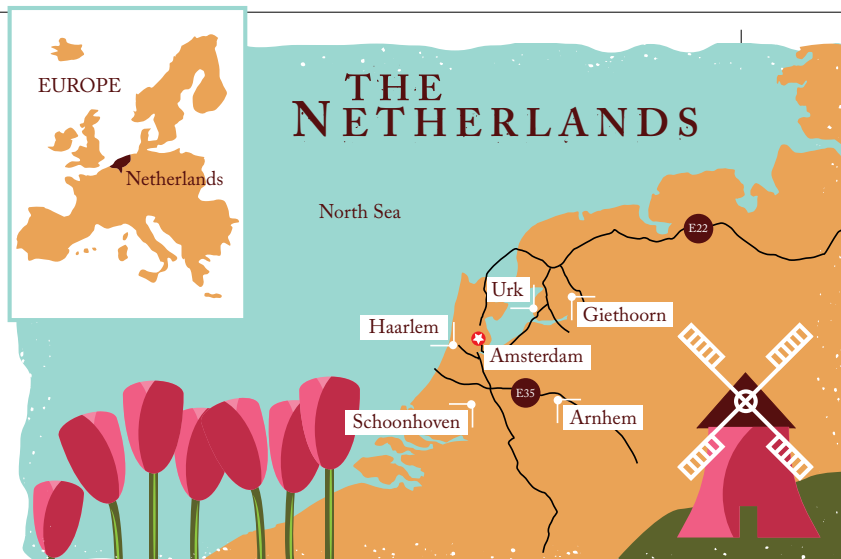 EUROPE
Netherlands
THE
NETHERLANDS
North Sea
E22
Urk
Giethoorn
Haarlem
Amsterdam
E35
Schoonhoven
Arnhem